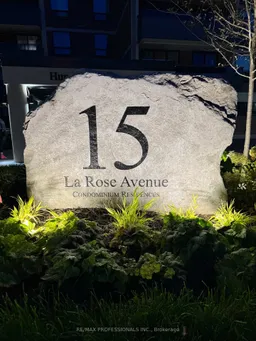 15
La Rose Avenue
CONDOMINIUM RESIDENCES
RE/MAX PROFESSIONALS INC., Brokerage